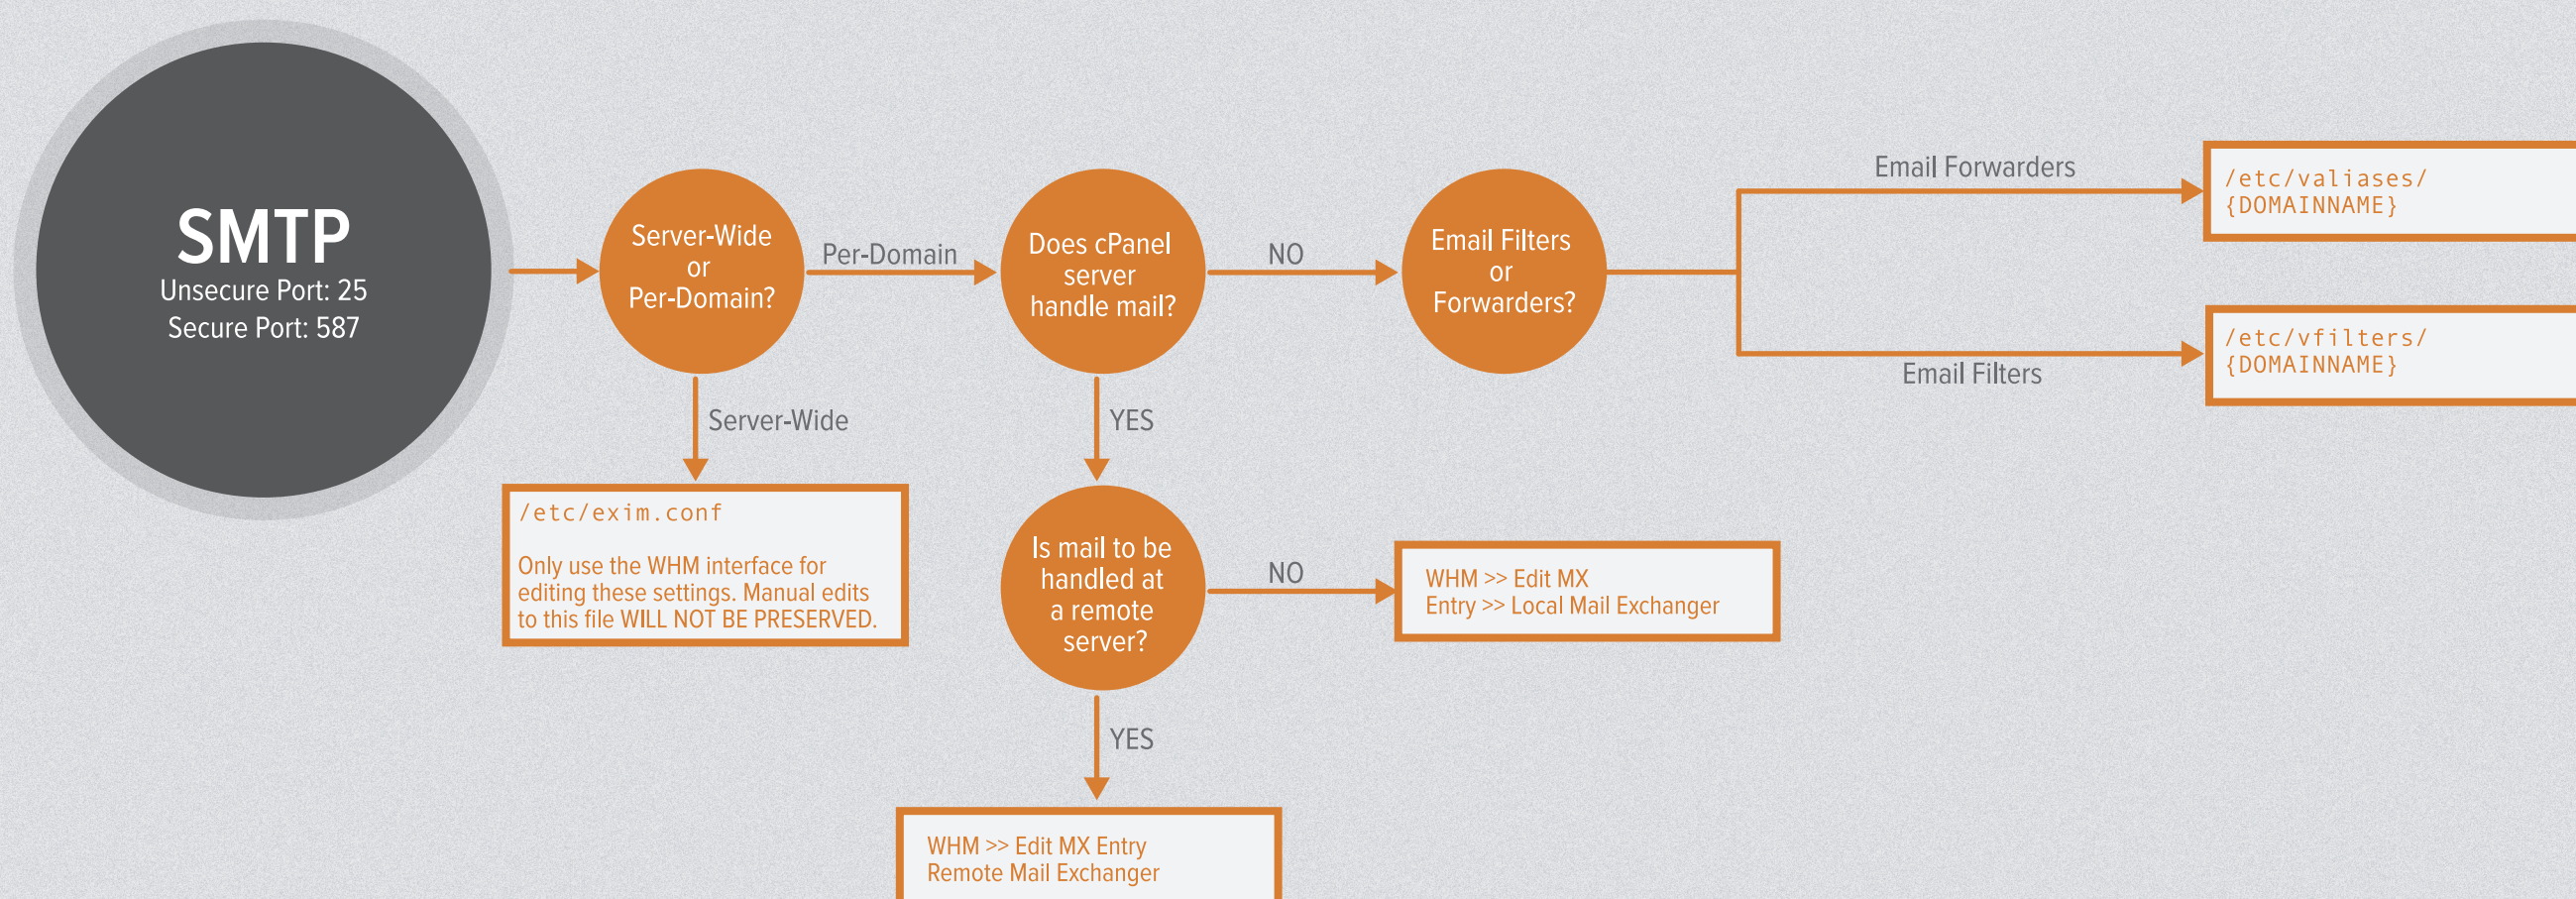 SMTP
Unsecure Port: 25
Secure Port: 587
Server-Wide
or
Per-Domain?
Per-Domain
Does cPanel
server
handle mail?
NO
Email Filters
or
Forwarders?
Email Forwarders
/etc/valiases/
{DOMAINNAME}
Email Filters
/etc/vfilters/
{DOMAINNAME}
Server-Wide
/etc/exim.conf
Only use the WHM interface for
editing these settings. Manual edits
to this file WILL NOT BE PRESERVED.
YES
Is mail to be
handled at
a remote
server?
NO
WHM >> Edit MX
Entry >> Local Mail Exchanger
YES
WHM >> Edit MX Entry
Remote Mail Exchanger